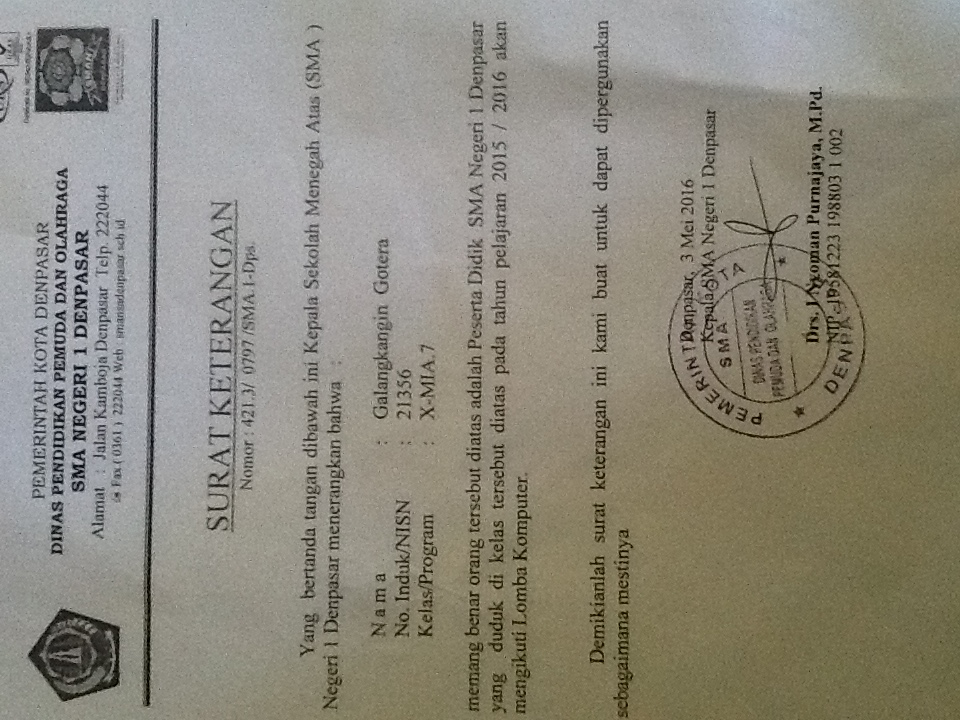 PEMERINTAH KOTA DENPASAR
DINAS PENDIDIKAN PEMUDA DAN OLAHRAGA
SMA NEGERI 1 DENPASAR
Alamat : Jalan Kamboja Denpasar Telp. 222044
Fax.( 0361 ) 222044 Web : smansadenpasar.sch.id
SURAT KETERANGAN
Nomor : 421.3/ 0797 /SMA.1-Dps.
Yang bertanda tangan dibawah ini Kepala Sekolah Menegah Atas (SMA )
Negeri 1 Denpasar menerangkan bahwa :
N a m a : Galangkangin Gotera
No. Induk/NISN : 21356
Kelas/Program : X-MIA.7
memang benar orang tersebut diatas adalah Peserta Didik SMA Negeri 1 Denpasar
yang duduk di kelas tersebut diatas pada tahun pelajaran 2015 / 2016 akan
mengikuti Lomba Komputer.
Demikianlah surat keterangan ini kami buat untuk dapat dipergunakan
sebagaimana mestinya
Denpasar, 3 Mei 2016
Kepala SMA Negeri 1 Denpasar
PEMERINTAH KOTA
SMA
DINAS PENDIDIKAN
PEMUDA DAN OLAHRAGA
DENPASAR
Drs. I Nyoman Purnajaya, M.Pd.
NIP. 19581223 198803 1 002